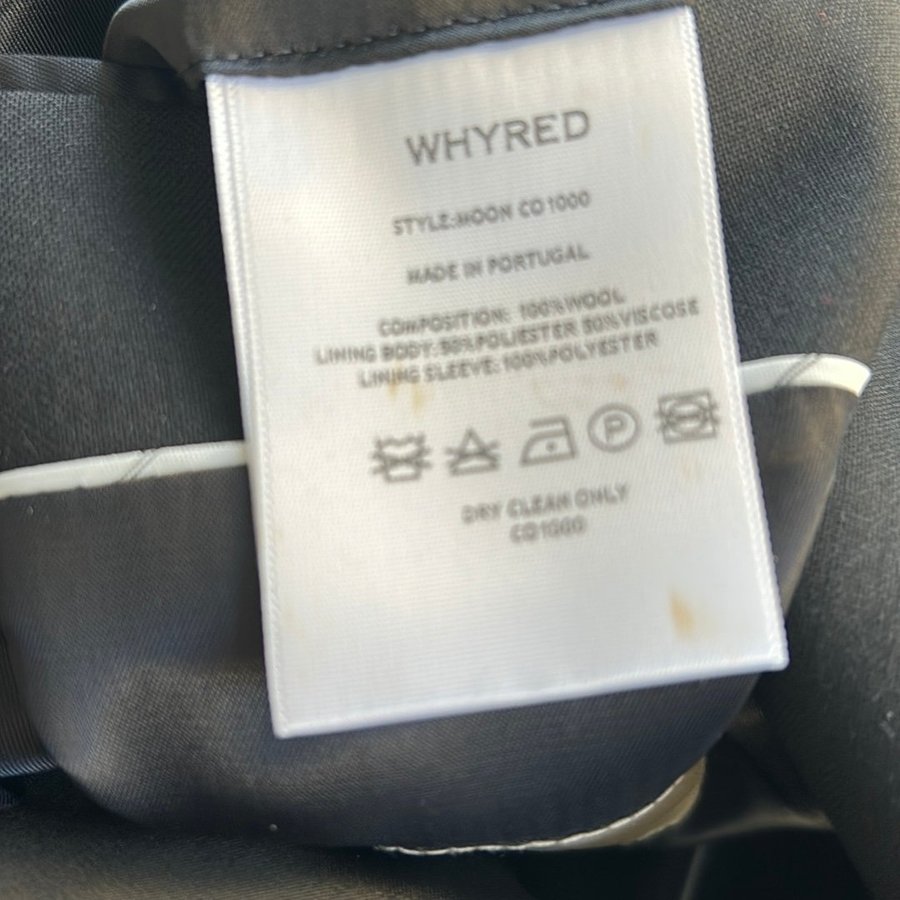 WHYRED
STYLE:MOON CO1000
MADE IN PORTUGAL
COMPOSITION: 100%WOOL
LINING BODY: 50%POLIESTER 50%VISCOSE
LINING SLEEVE: 100%POLYESTER
P
DRY CLEAN ONLY
CO1000